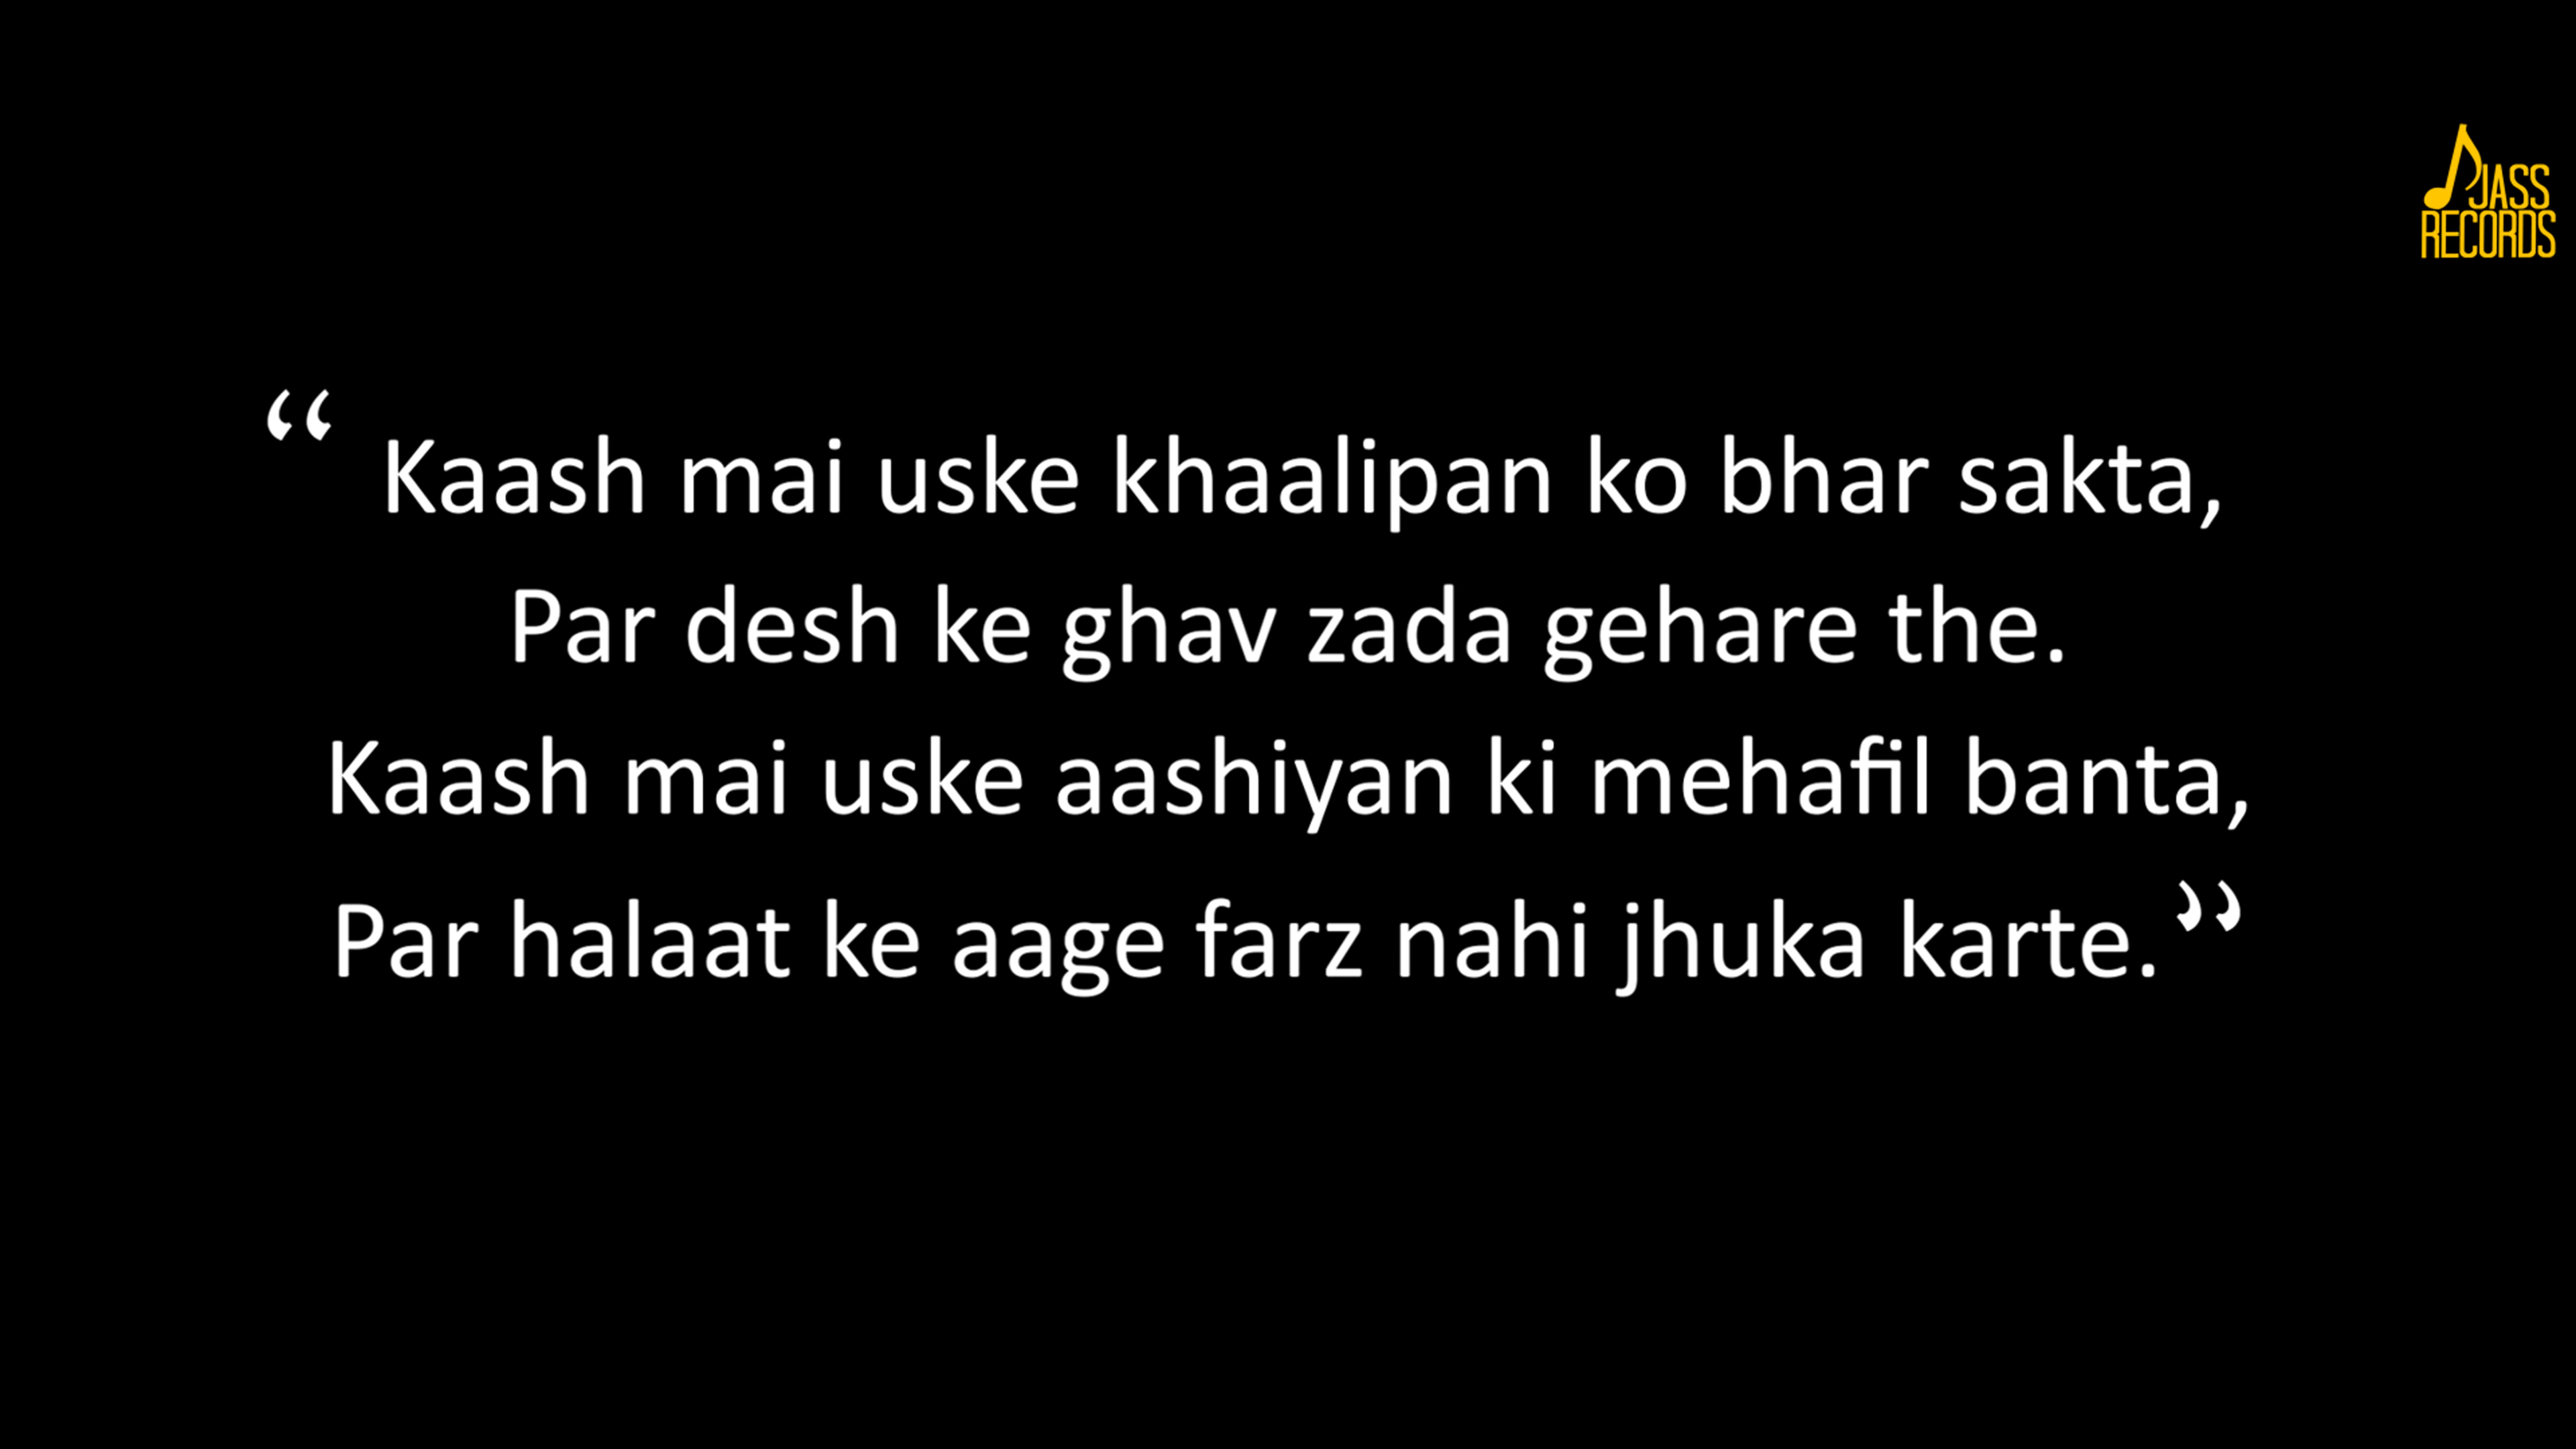 JASS
RECORDS
“ Kaash mai uske khaalipan ko bhar sakta,
Par desh ke ghav zada gehare the.
Kaash mai uske aashiyan ki mehafil banta,
Par halaat ke aage farz nahi jhuka karte.”